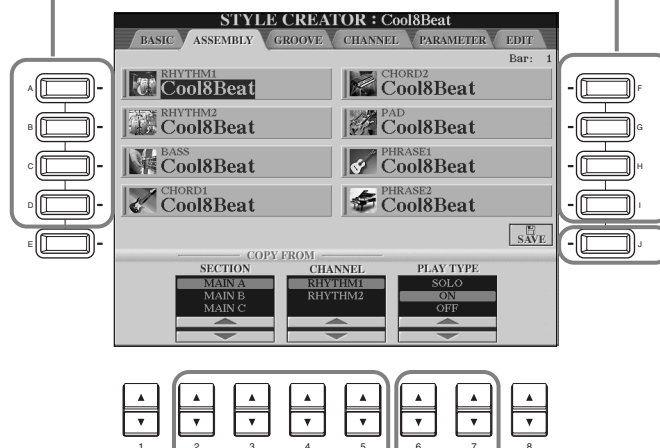 STYLE CREATOR : Cool8Beat
BASIC ASSEMBLY GROOVE CHANNEL PARAMETER EDIT
Bar: 1
RHYTHM1
Cool8Beat
CHORD2
Cool8Beat
RHYTHM2
Cool8Beat
PAD
Cool8Beat
BASS
Cool8Beat
PHRASE1
Cool8Beat
CHORD1
Cool8Beat
PHRASE2
Cool8Beat
SAVE
COPY FROM
SECTION CHANNEL PLAY TYPE
MAIN A RHYTHM1 SOLO
MAIN B RHYTHM2 ON
MAIN C OFF
A
B
C
D
E
F
G
H
I
J
1 2 3 4 5 6 7 8